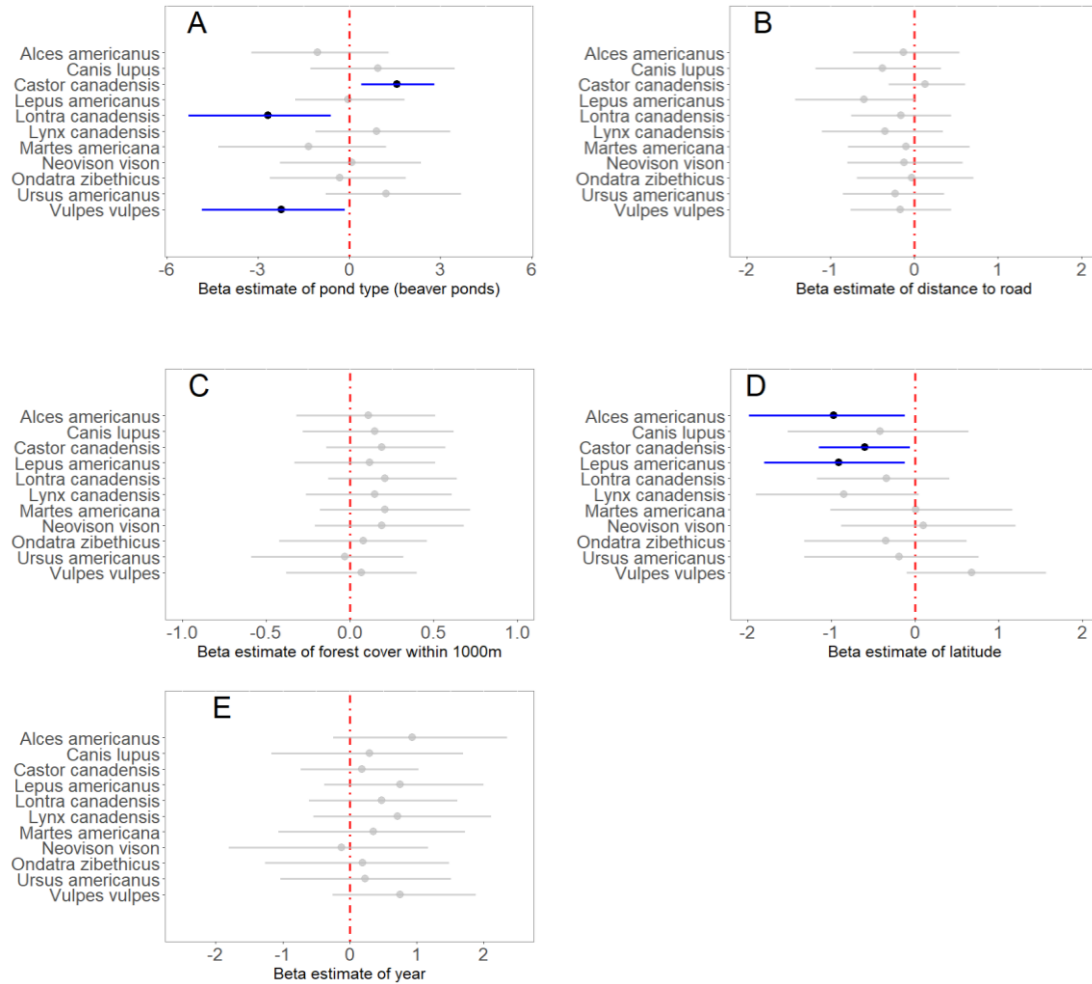 A
Alces americanus
Canis lupus
Castor canadensis
Lepus americanus
Lontra canadensis
Lynx canadensis
Martes americana
Neovison vison
Ondatra zibethicus
Ursus americanus
Vulpes vulpes
-6 -3 0 3 6
Beta estimate of pond type (beaver ponds)
B
Alces americanus
Canis lupus
Castor canadensis
Lepus americanus
Lontra canadensis
Lynx canadensis
Martes americana
Neovison vison
Ondatra zibethicus
Ursus americanus
Vulpes vulpes
-2 -1 0 1 2
Beta estimate of distance to road
C
Alces americanus
Canis lupus
Castor canadensis
Lepus americanus
Lontra canadensis
Lynx canadensis
Martes americana
Neovison vison
Ondatra zibethicus
Ursus americanus
Vulpes vulpes
-1.0 -0.5 0.0 0.5 1.0
Beta estimate of forest cover within 1000m
D
Alces americanus
Canis lupus
Castor canadensis
Lepus americanus
Lontra canadensis
Lynx canadensis
Martes americana
Neovison vison
Ondatra zibethicus
Ursus americanus
Vulpes vulpes
-2 -1 0 1 2
Beta estimate of latitude
E
Alces americanus
Canis lupus
Castor canadensis
Lepus americanus
Lontra canadensis
Lynx canadensis
Martes americana
Neovison vison
Ondatra zibethicus
Ursus americanus
Vulpes vulpes
-2 -1 0 1 2
Beta estimate of year